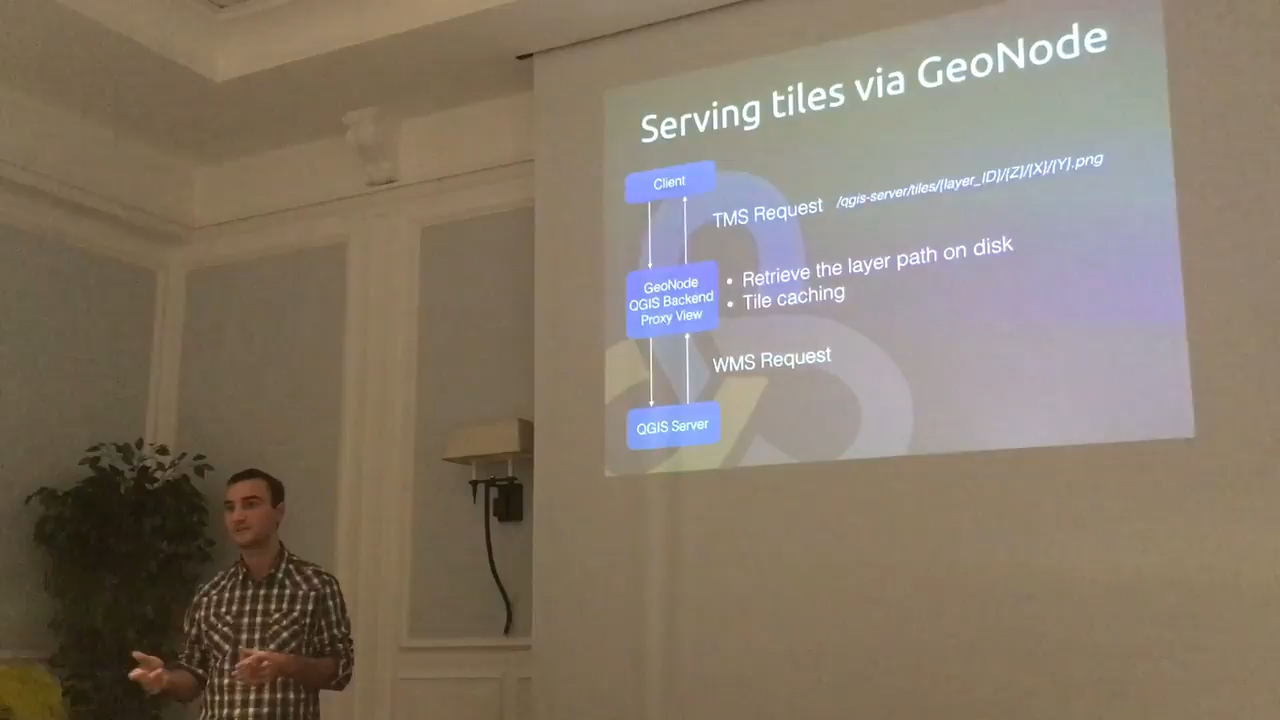 Serving tiles via GeoNode
Client
TMS Request /qgis-server/tiles/{layer_ID}/{Z}/{X}/{Y}.png
GeoNode
QGIS Backend
Proxy View
• Retrieve the layer path on disk
• Tile caching
WMS Request
QGIS Server